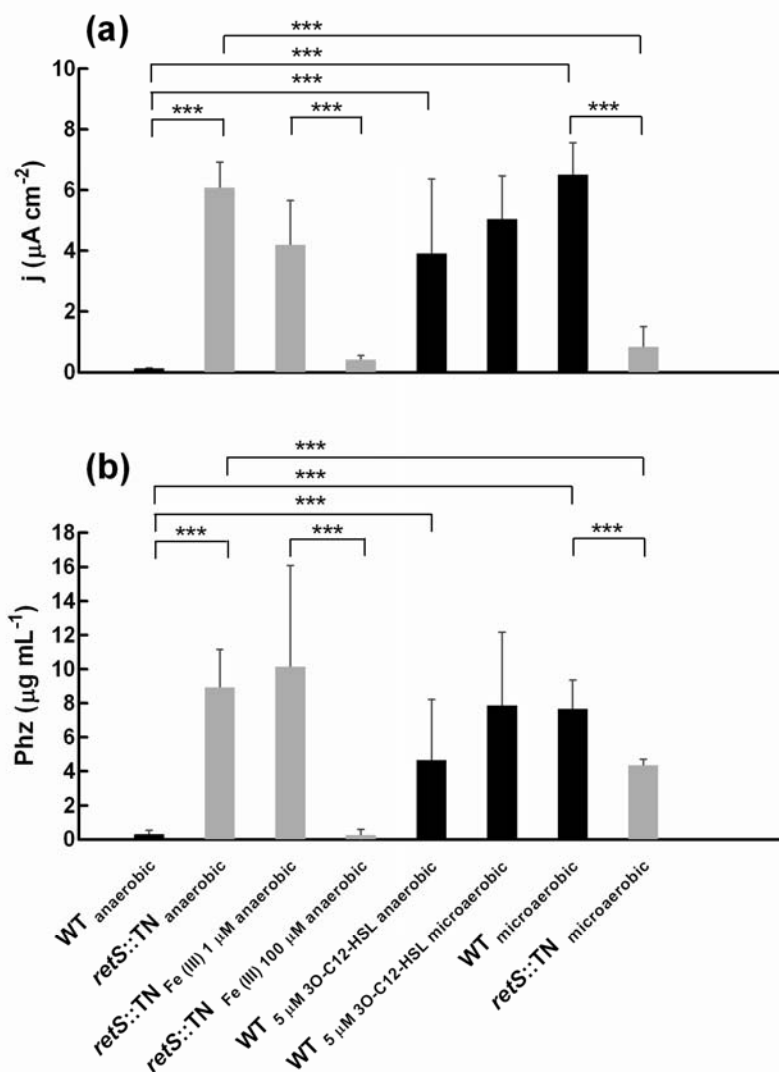 (a)
***
***
***
***
***
***
10
8
6
4
2
0
j (μA cm⁻²)
(b)
***
***
***
***
***
***
18
16
14
12
10
8
6
4
2
0
Phz (μg mL⁻¹)
WT anaerobic
retS::TN anaerobic
retS::TN Fe (III) 1 μM anaerobic
retS::TN Fe (III) 100 μM anaerobic
WT 5 μM 3O-C12-HSL anaerobic
WT 5 μM 3O-C12-HSL microaerobic
WT microaerobic
retS::TN microaerobic